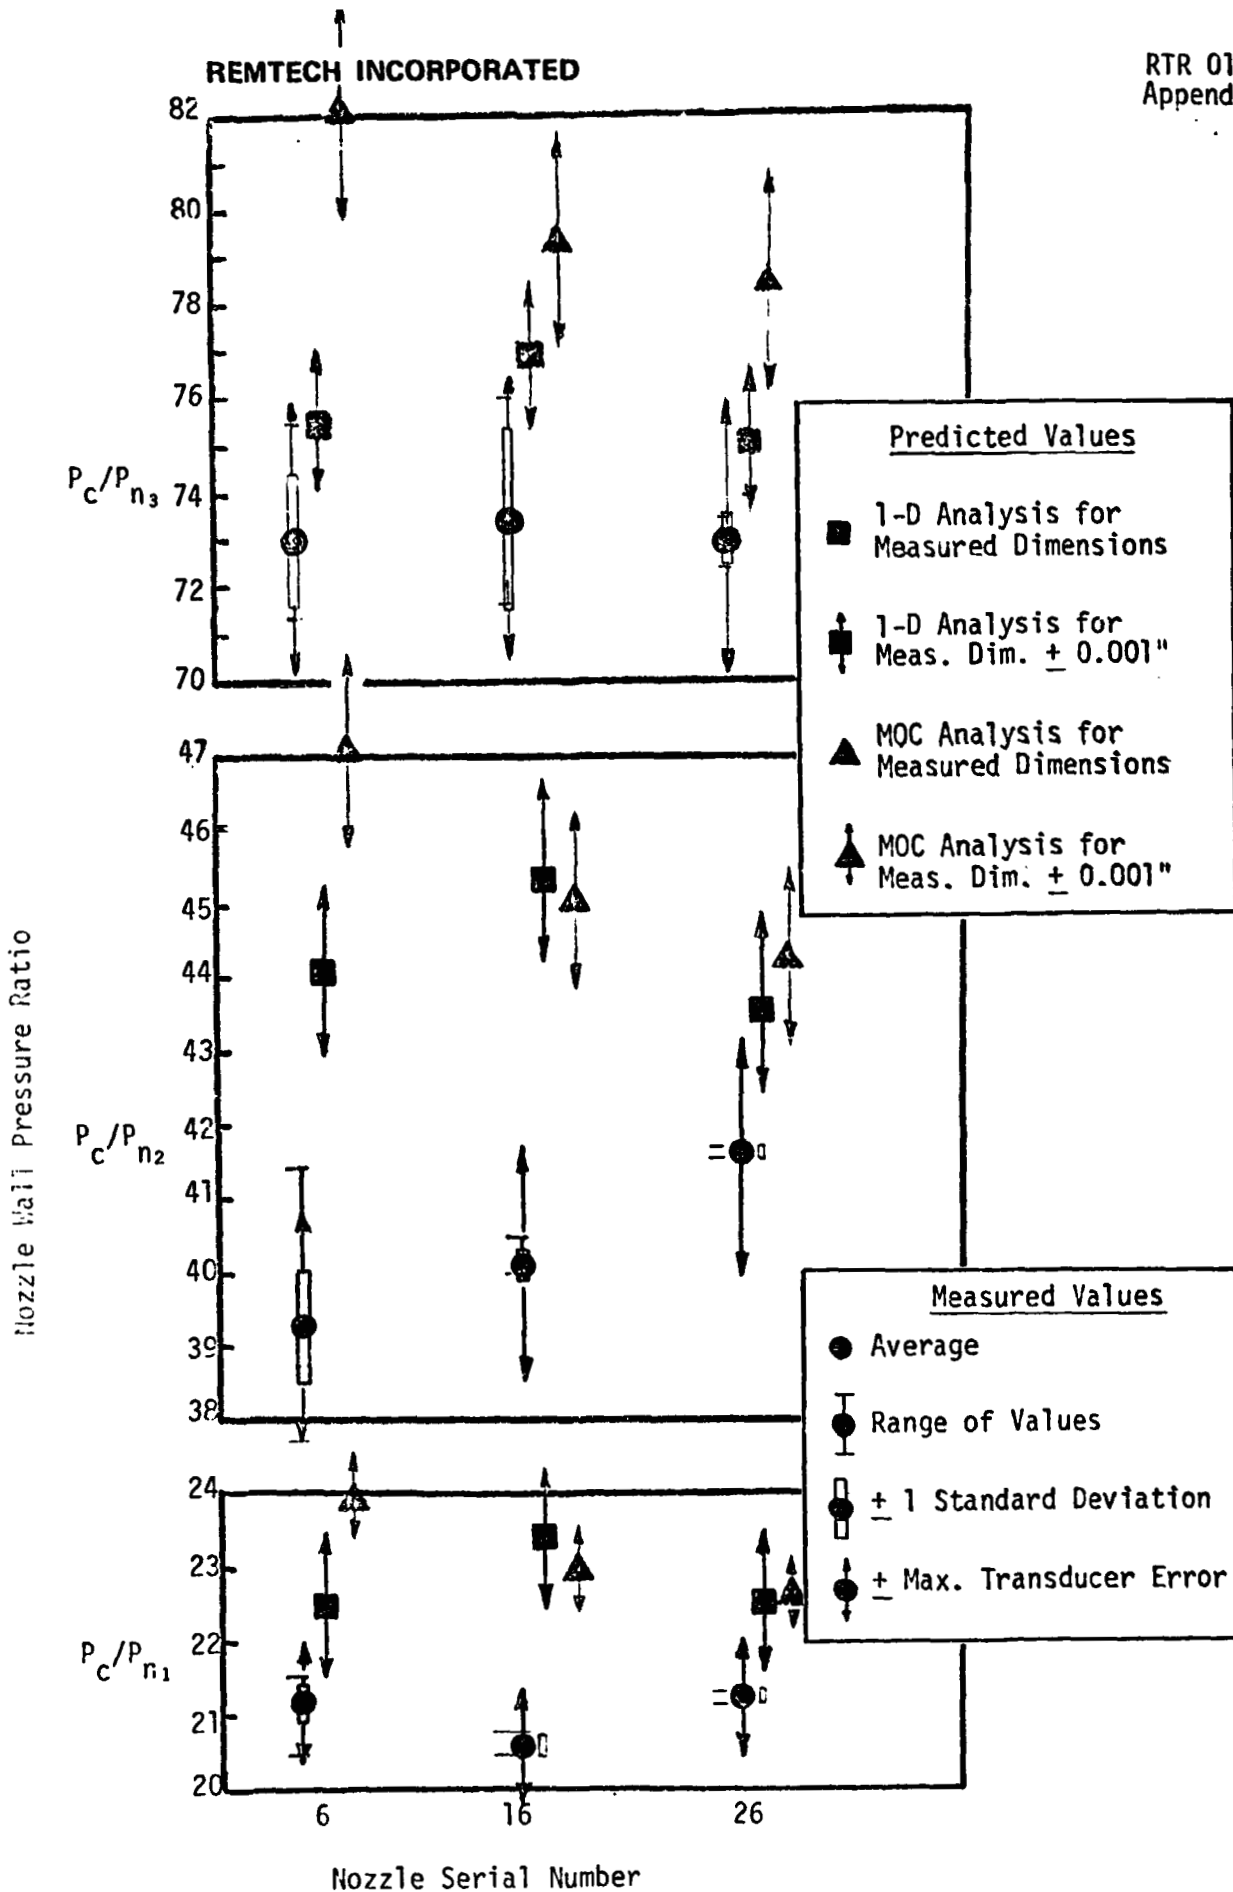 REMTECH INCORPORATED
RTR 01
Append
82
80
78
76
74
72
70
Pc/Pn3
47
46
45
44
43
42
41
40
39
38
Pc/Pn2
24
23
22
21
20
Pc/Pn1
Nozzle Wall Pressure Ratio
6 16 26
Nozzle Serial Number
Predicted Values
1-D Analysis for
Measured Dimensions
1-D Analysis for
Meas. Dim. ± 0.001"
MOC Analysis for
Measured Dimensions
MOC Analysis for
Meas. Dim. ± 0.001"
Measured Values
Average
Range of Values
± 1 Standard Deviation
± Max. Transducer Error